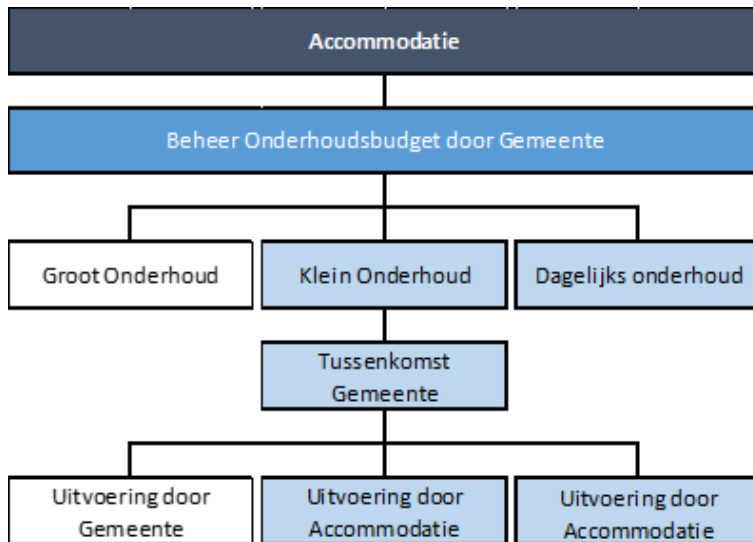 Accommodatie
Beheer Onderhoudsbudget door Gemeente
Groot Onderhoud
Klein Onderhoud
Dagelijks onderhoud
Tussenkomst
Gemeente
Uitvoering door
Gemeente
Uitvoering door
Accommodatie
Uitvoering door
Accommodatie